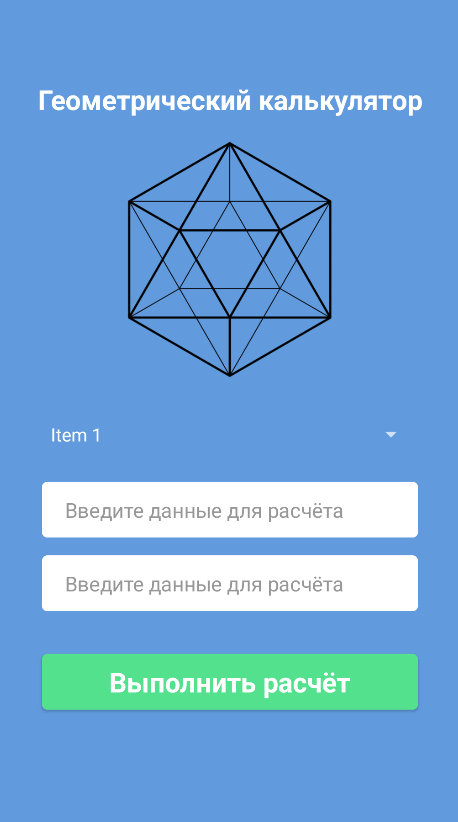 Геометрический калькулятор
Item 1
Введите данные для расчёта
Введите данные для расчёта
Выполнить расчёт